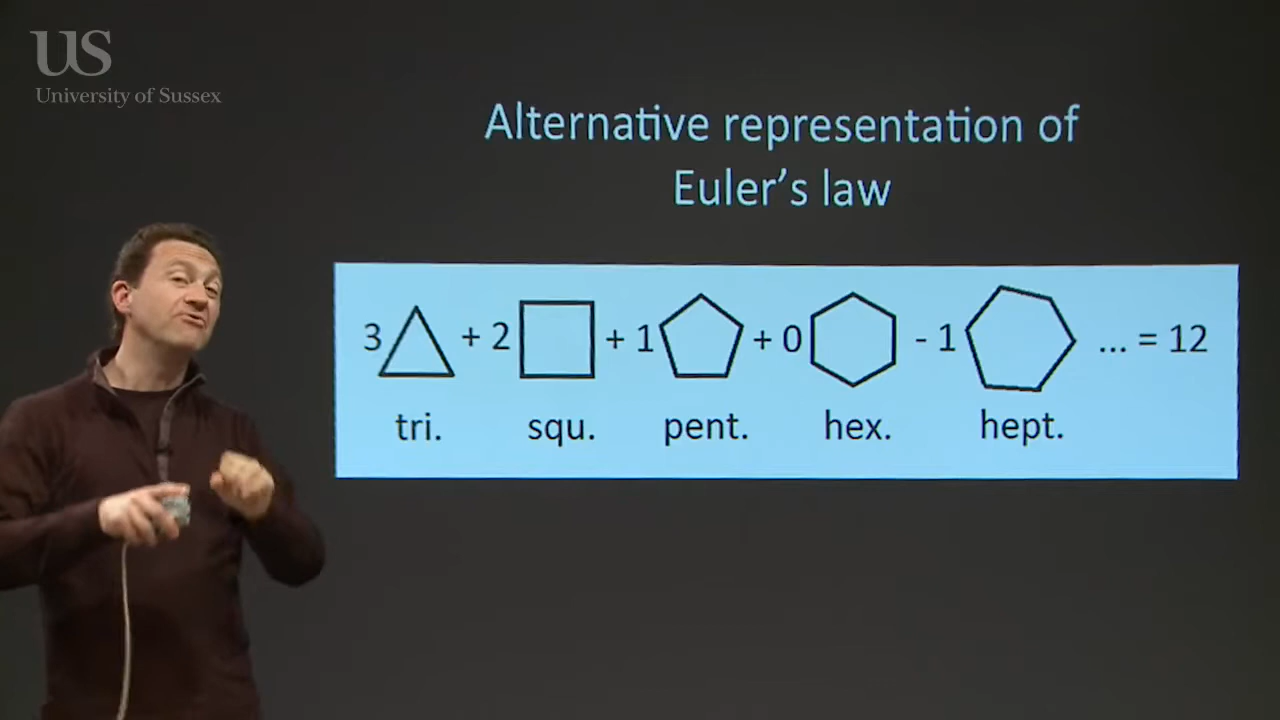 US
University of Sussex
Alternative representation of
Euler's law
3 + 2 + 1 + 0 - 1 ... = 12
tri. squ. pent. hex. hept.